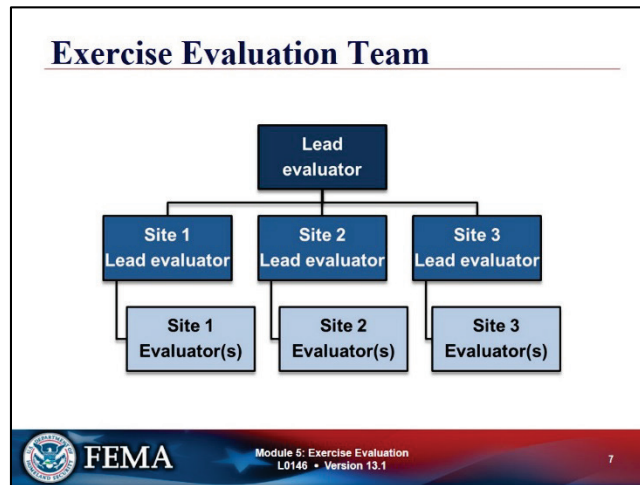 Exercise Evaluation Team
Lead
evaluator
Site 1
Lead evaluator
Site 2
Lead evaluator
Site 3
Lead evaluator
Site 1
Evaluator(s)
Site 2
Evaluator(s)
Site 3
Evaluator(s)
FEMA
Module 5: Exercise Evaluation
L0146 • Version 13.1
7